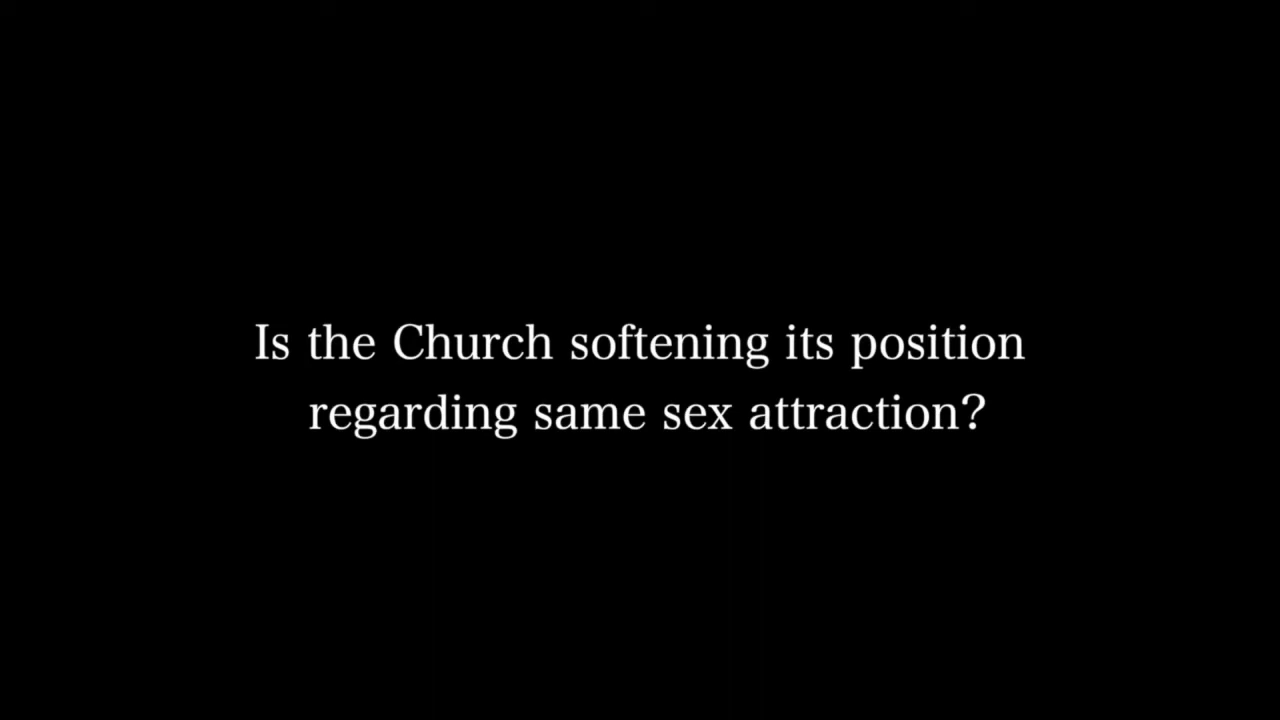 Is the Church softening its position
regarding same sex attraction?